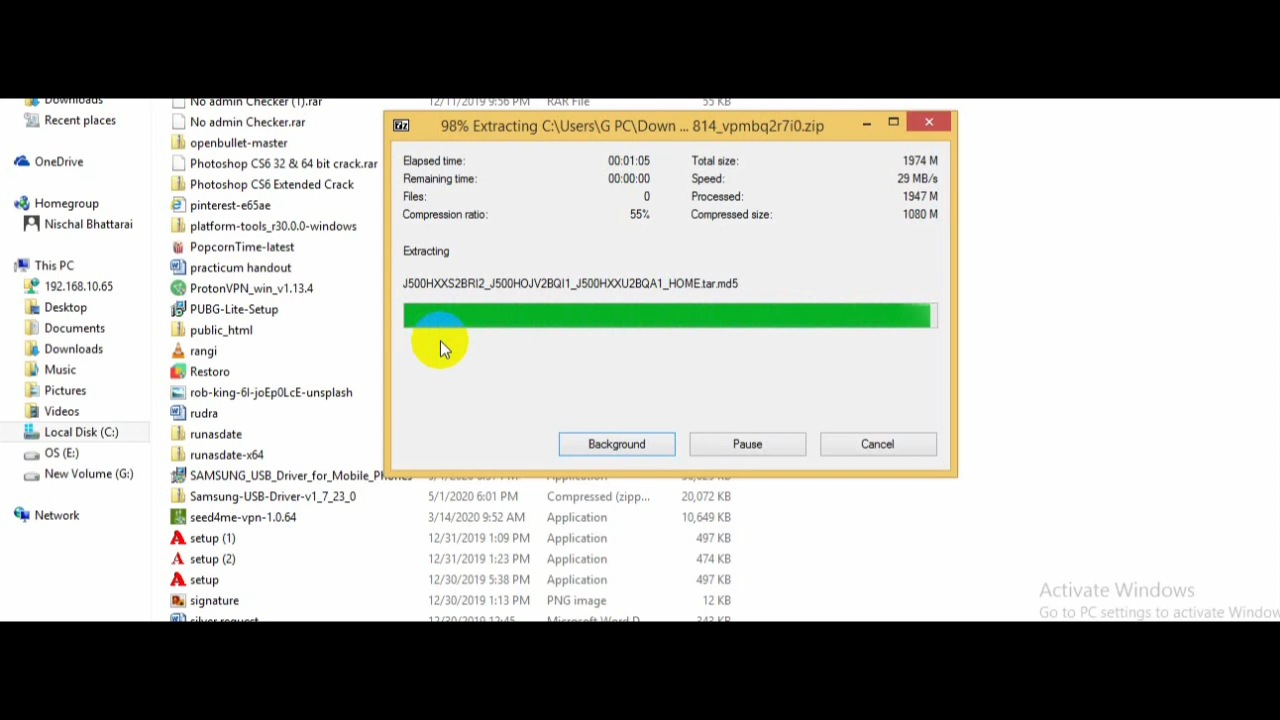 Downloads
Recent places
OneDrive
Homegroup
Nischal Bhattarai
This PC
192.168.10.65
Desktop
Documents
Downloads
Music
Pictures
Videos
Local Disk (C:)
OS (E:)
New Volume (G:)
Network
No admin Checker (1).rar 12/11/2019 9:56 PM RAR File 55 KB
No admin Checker.rar
openbullet-master
Photoshop CS6 32 & 64 bit crack.rar
Photoshop CS6 Extended Crack
pinterest-e65ae
platform-tools_r30.0.0-windows
PopcornTime-latest
practicum handout
ProtonVPN_win_v1.13.4
PUBG-Lite-Setup
public_html
rangi
Restoro
rob-king-6l-joEp0LcE-unsplash
rudra
runasdate
runasdate-x64
SAMSUNG_USB_Driver_for_Mobile_Phones
Samsung-USB-Driver-v1_7_23_0 5/1/2020 6:01 PM Compressed (zipp... 20,072 KB
seed4me-vpn-1.0.64 3/14/2020 9:52 AM Application 10,649 KB
setup (1) 12/31/2019 1:09 PM Application 497 KB
setup (2) 12/31/2019 1:23 PM Application 474 KB
setup 12/30/2019 5:38 PM Application 497 KB
signature 12/30/2019 1:13 PM PNG image 12 KB
98% Extracting C:\Users\G PC\Down ... 814_vpmbq2r7i0.zip
Elapsed time: 00:01:05 Total size: 1974 M
Remaining time: 00:00:00 Speed: 29 MB/s
Files: 0 Processed: 1947 M
Compression ratio: 55% Compressed size: 1080 M
Extracting
J500HXXS2BRI2_J500HOJV2BQI1_J500HXXU2BQA1_HOME.tar.md5
Background Pause Cancel
Activate Windows
Go to PC settings to activate Window